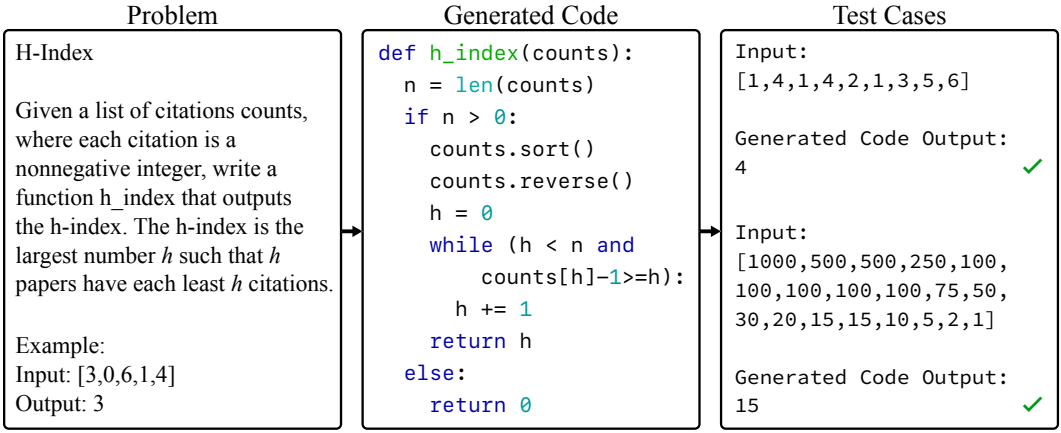 Problem
H-Index
Given a list of citations counts,
where each citation is a
nonnegative integer, write a
function h_index that outputs
the h-index. The h-index is the
largest number h such that h
papers have each least h citations.
Example:
Input: [3,0,6,1,4]
Output: 3
Generated Code
def h_index(counts):
  n = len(counts)
  if n > 0:
    counts.sort()
    counts.reverse()
    h = 0
    while (h < n and
        counts[h]-1>=h):
      h += 1
    return h
  else:
    return 0
Test Cases
Input:
[1,4,1,4,2,1,3,5,6]
Generated Code Output:
4 ✓
Input:
[1000,500,500,250,100,
100,100,100,100,75,50,
30,20,15,15,10,5,2,1]
Generated Code Output:
15 ✓